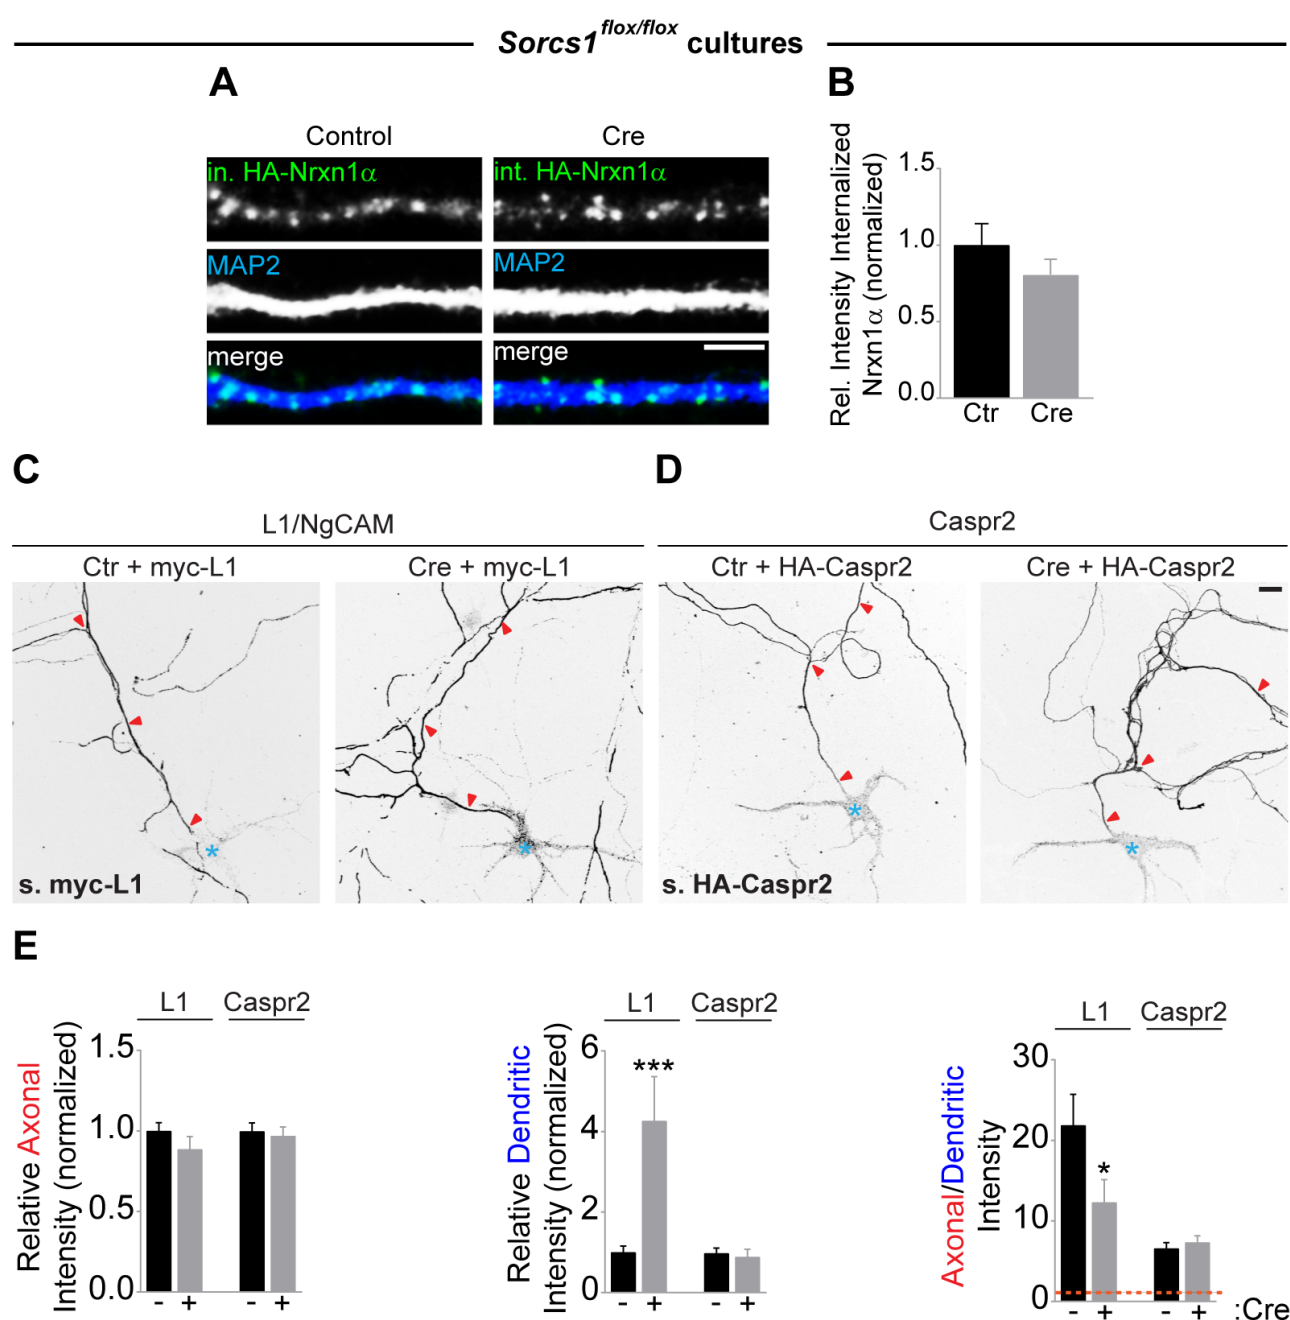 Sorcs1 flox/flox cultures
A
Control
Cre
in. HA-Nrxn1α
int. HA-Nrxn1α
MAP2
MAP2
merge
merge
B
Rel. Intensity Internalized
Nrxn1α (normalized)
1.5
1.0
0.5
0.0
Ctr
Cre
C
L1/NgCAM
Ctr + myc-L1
Cre + myc-L1
*
*
s. myc-L1
D
Caspr2
Ctr + HA-Caspr2
Cre + HA-Caspr2
*
*
s. HA-Caspr2
E
L1
Caspr2
Relative Axonal
Intensity (normalized)
1.5
1.0
0.5
0.0
- + - +
L1
Caspr2
Relative Dendritic
Intensity (normalized)
6
4
2
0
***
- + - +
L1
Caspr2
Axonal/Dendritic
Intensity
30
20
10
0
*
- + - + :Cre